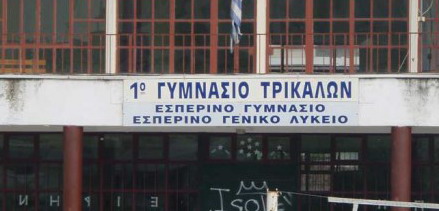 1ο ΓΥΜΝΑΣΙΟ ΤΡΙΚΑΛΩΝ
ΕΣΠΕΡΙΝΟ ΓΥΜΝΑΣΙΟ
ΕΣΠΕΡΙΝΟ ΓΕΝΙΚΟ ΛΥΚΕΙΟ
Ε Ι Ρ Η Ν